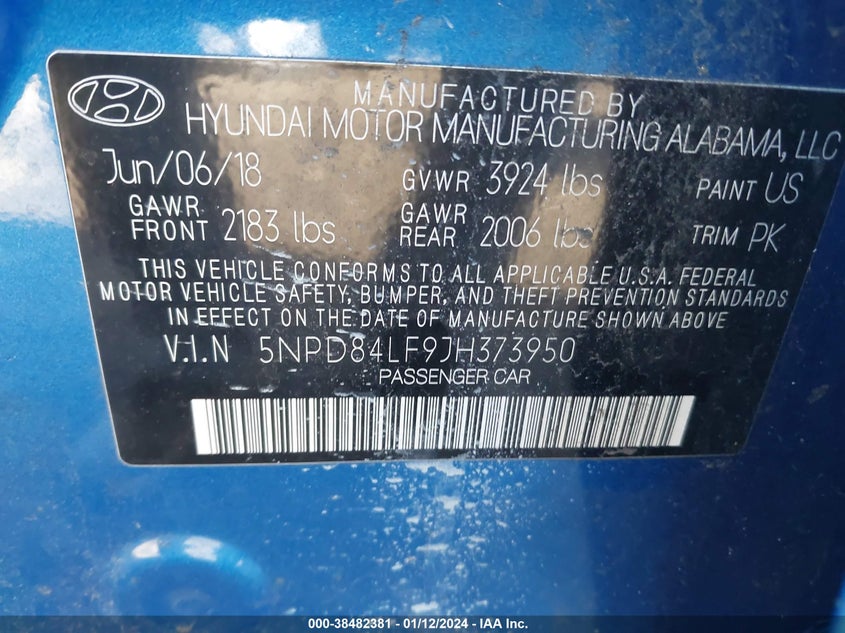 MANUFACTURED BY
HYUNDAI MOTOR MANUFACTURING ALABAMA, LLC
Jun/06/18 GVWR 3924 lbs PAINT US
GAWR FRONT 2183 lbs GAWR REAR 2006 lbs TRIM PK
THIS VEHICLE CONFORMS TO ALL APPLICABLE U.S.A. FEDERAL
MOTOR VEHICLE SAFETY, BUMPER, AND THEFT PREVENTION STANDARDS
IN EFFECT ON THE DATE OF MANUFACTURE SHOWN ABOVE.
V.I.N 5NPD84LF9JH373950
PASSENGER CAR
000-38482381 - 01/12/2024 - IAA Inc.